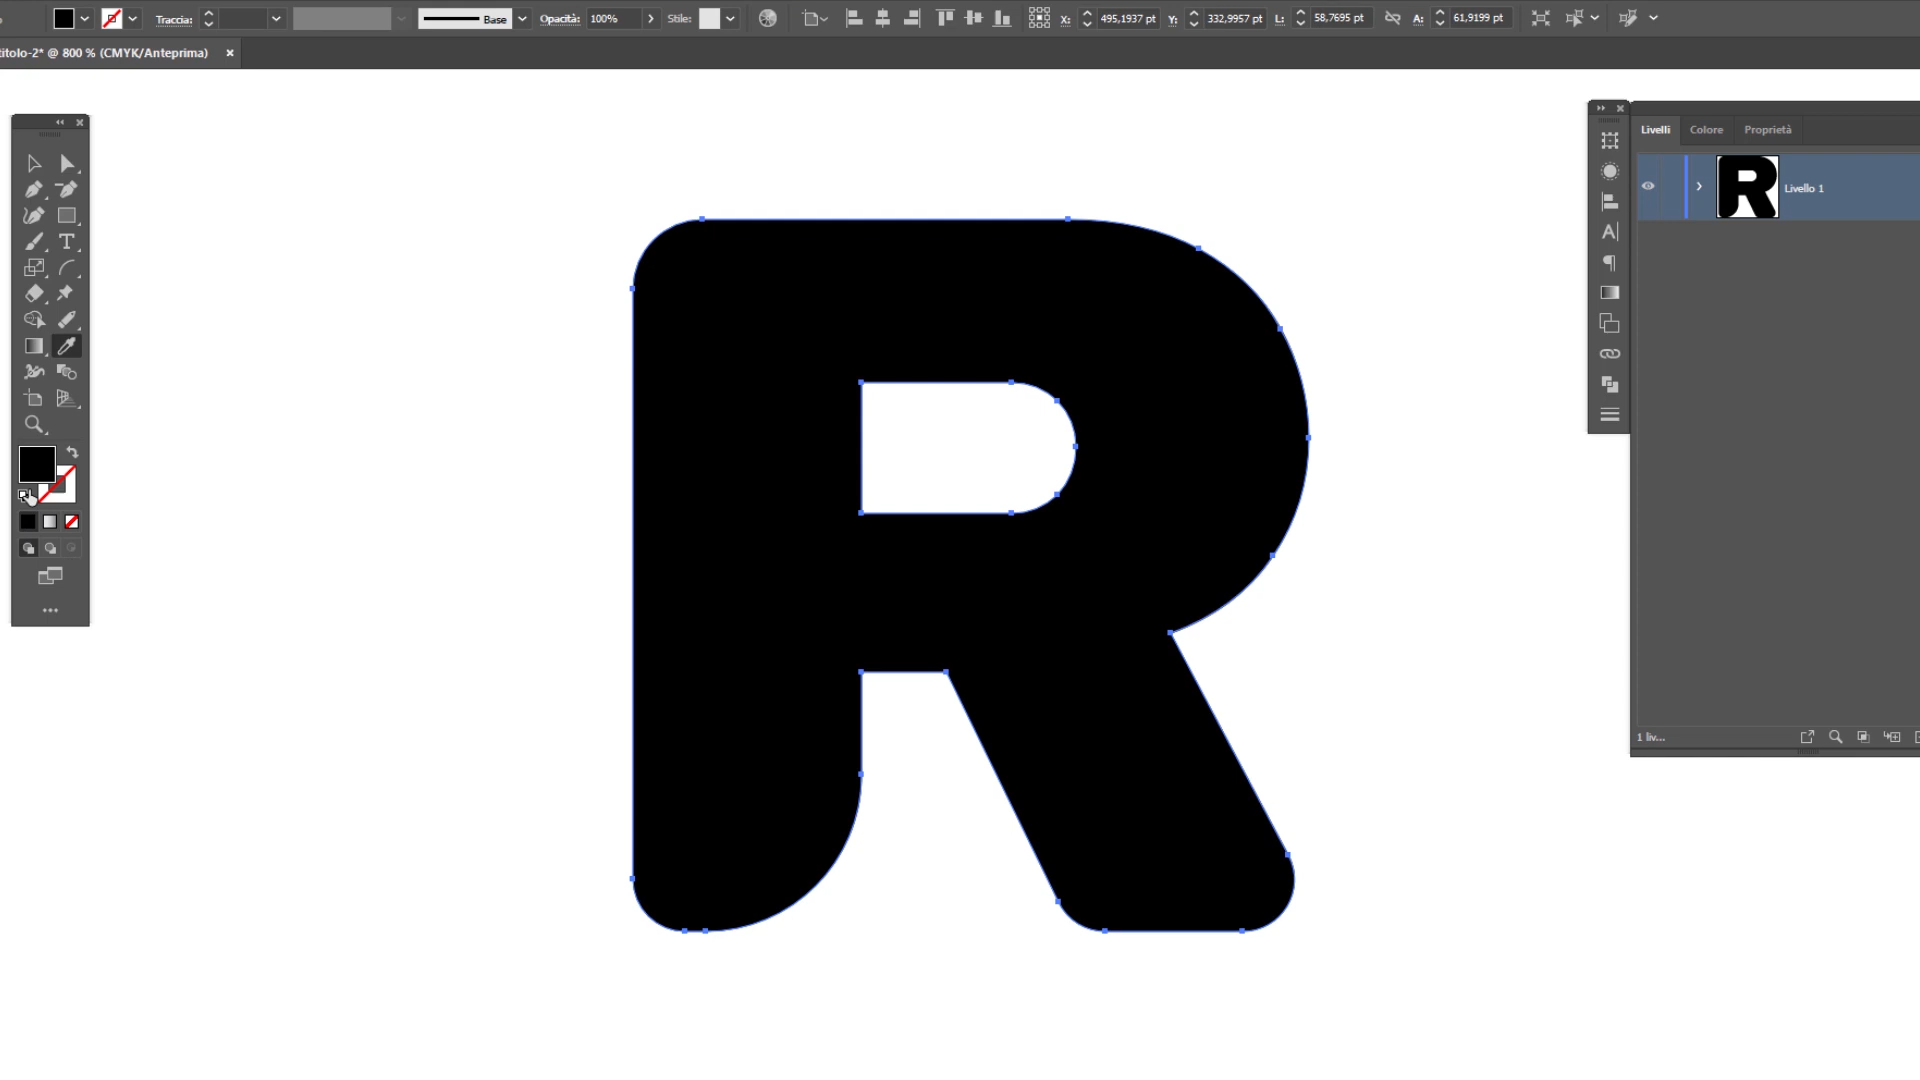 Traccia:
Base
Opacità: 100%
Stile:
X: 495,1937 pt
Y: 332,9957 pt
L: 58,7695 pt
A: 61,9199 pt
titolo-2* @ 800 % (CMYK/Anteprima)
Livelli
Colore
Proprietà
Livello 1
R
1 liv...